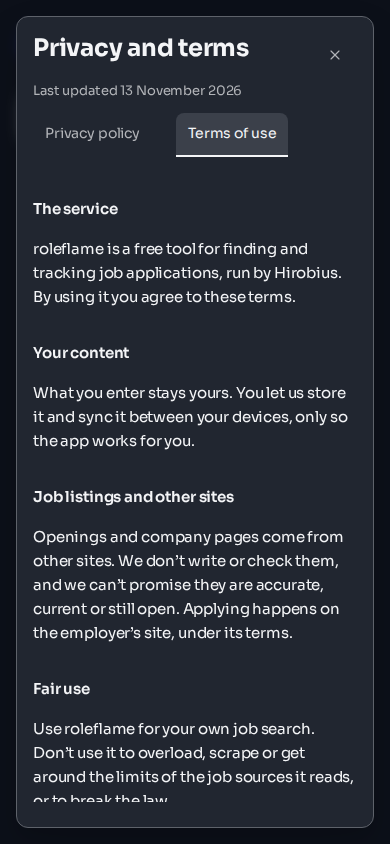 Privacy and terms
Last updated 13 November 2026
Privacy policy
Terms of use
The service
roleflame is a free tool for finding and
tracking job applications, run by Hirobius.
By using it you agree to these terms.
Your content
What you enter stays yours. You let us store
it and sync it between your devices, only so
the app works for you.
Job listings and other sites
Openings and company pages come from
other sites. We don’t write or check them,
and we can’t promise they are accurate,
current or still open. Applying happens on
the employer’s site, under its terms.
Fair use
Use roleflame for your own job search.
Don’t use it to overload, scrape or get
around the limits of the job sources it reads,
or to break the law.